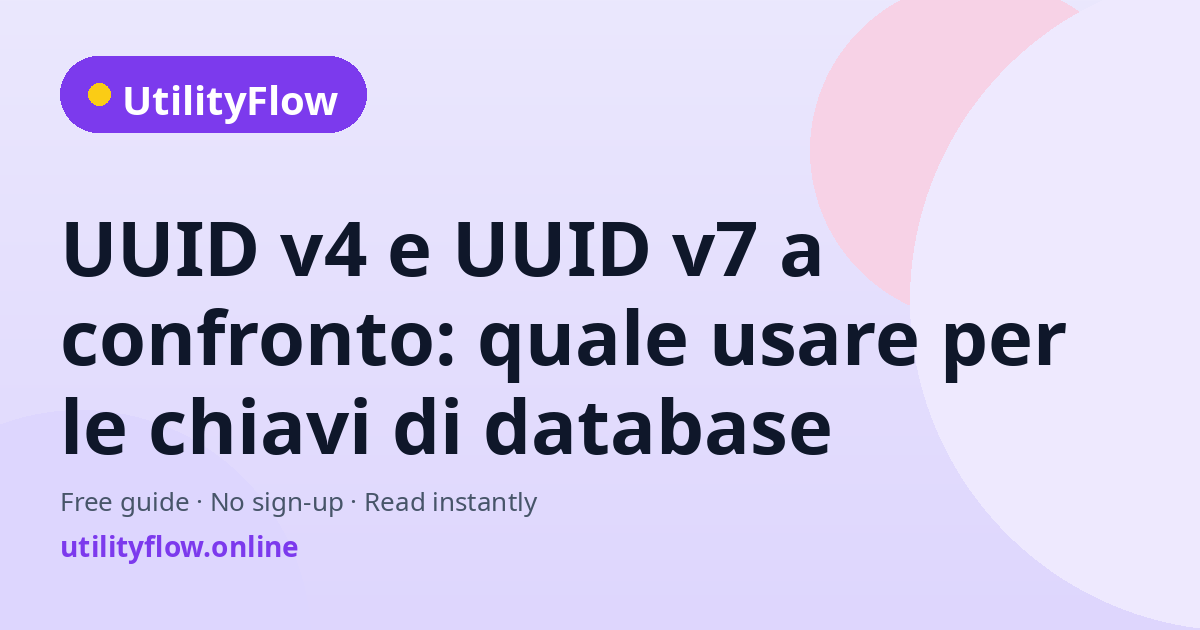 UtilityFlow
UUID v4 e UUID v7 a
confronto: quale usare per
le chiavi di database
Free guide · No sign-up · Read instantly
utilityflow.online